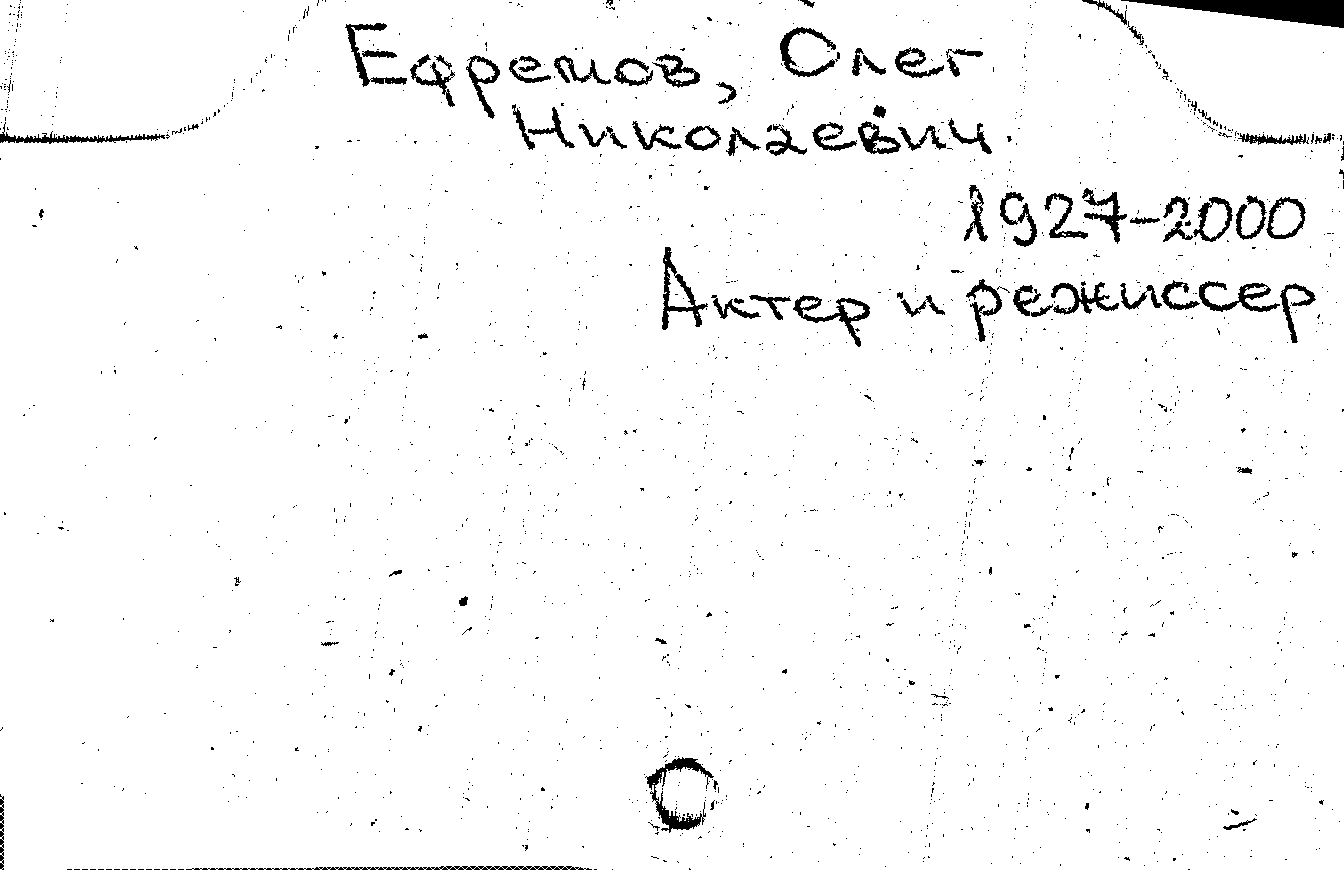 Ефремов, Олег
Николаевич.
1927-2000
Актер и режиссер